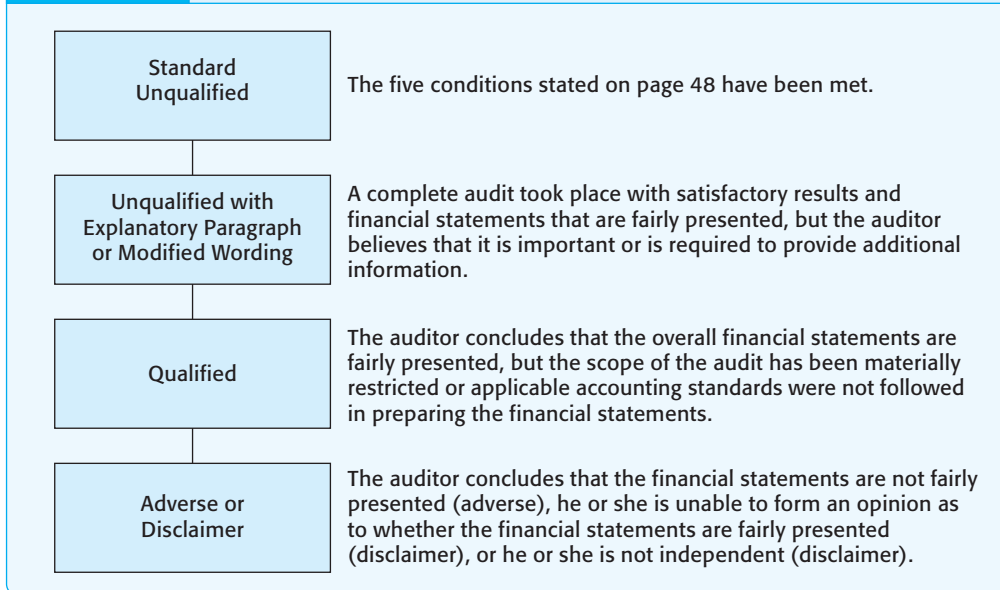 Standard
Unqualified
The five conditions stated on page 48 have been met.
Unqualified with
Explanatory Paragraph
or Modified Wording
A complete audit took place with satisfactory results and
financial statements that are fairly presented, but the auditor
believes that it is important or is required to provide additional
information.
Qualified
The auditor concludes that the overall financial statements are
fairly presented, but the scope of the audit has been materially
restricted or applicable accounting standards were not followed
in preparing the financial statements.
Adverse or
Disclaimer
The auditor concludes that the financial statements are not fairly
presented (adverse), he or she is unable to form an opinion as
to whether the financial statements are fairly presented
(disclaimer), or he or she is not independent (disclaimer).